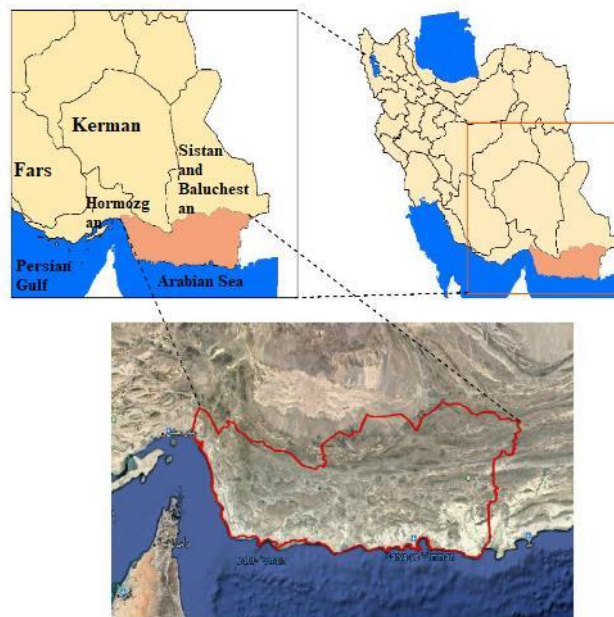 Kerman
Sistan
and
Baluchest
an
Fars
Hormozg
an
Persian
Gulf
Arabian Sea